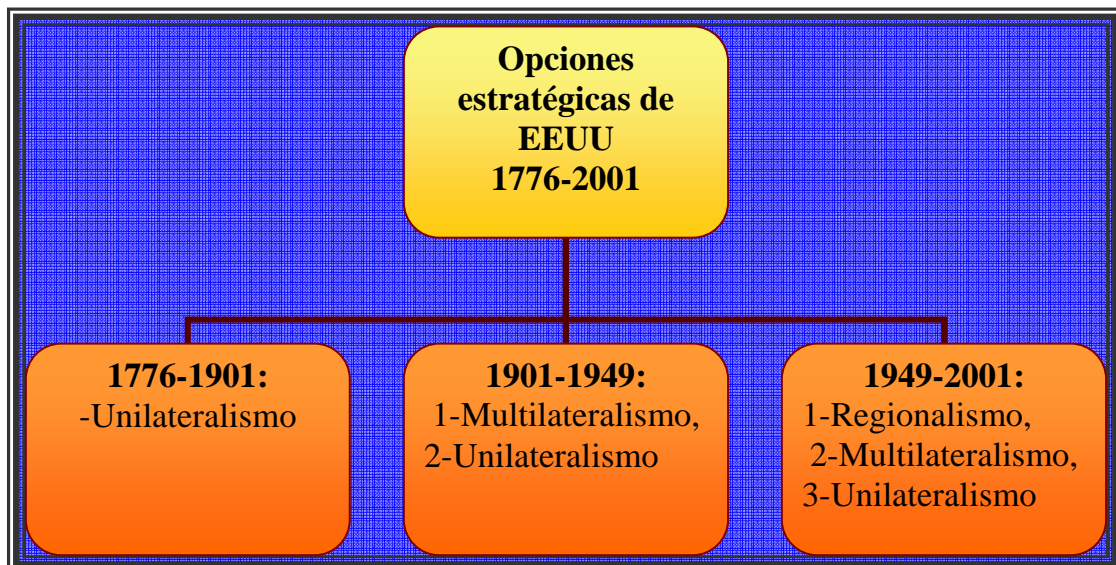 Opciones
estratégicas de
EEUU
1776-2001
1776-1901:
-Unilateralismo
1901-1949:
1-Multilateralismo,
2-Unilateralismo
1949-2001:
1-Regionalismo,
2-Multilateralismo,
3-Unilateralismo